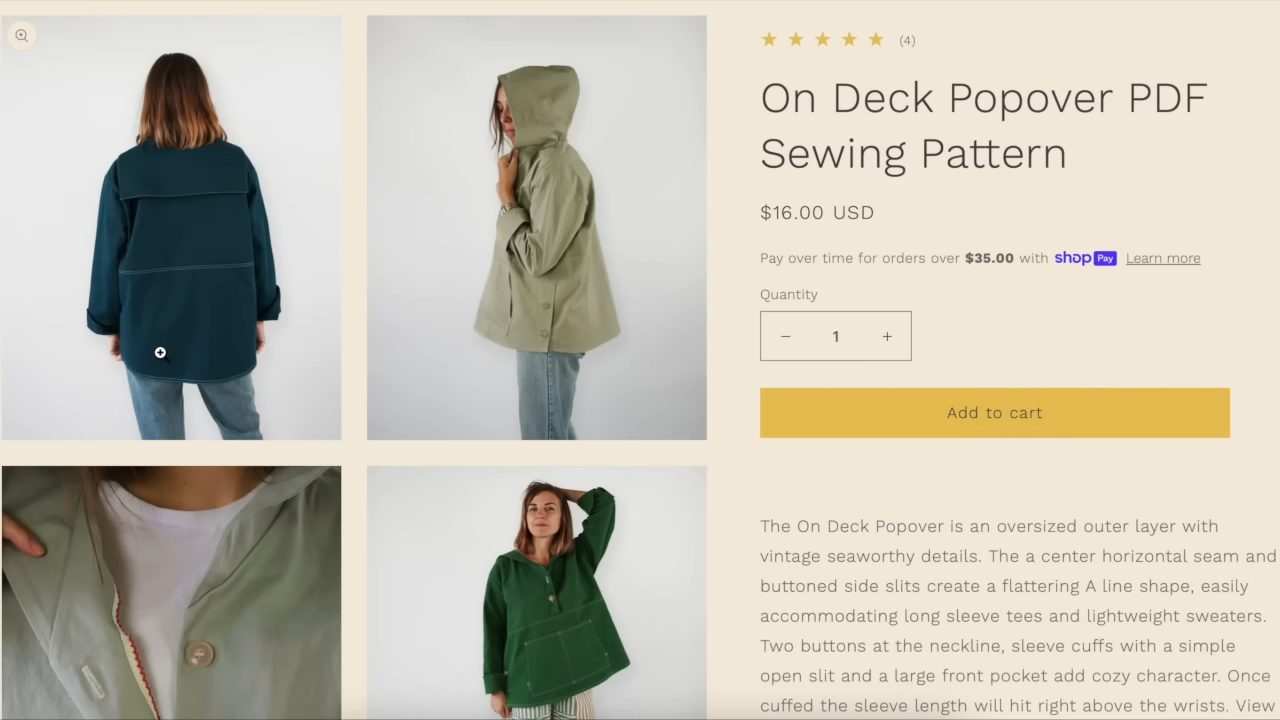 (4)
On Deck Popover PDF
Sewing Pattern
$16.00 USD
Pay over time for orders over $35.00 with shop Pay Learn more
Quantity
− 1 +
Add to cart
The On Deck Popover is an oversized outer layer with
vintage seaworthy details. The a center horizontal seam and
buttoned side slits create a flattering A line shape, easily
accommodating long sleeve tees and lightweight sweaters.
Two buttons at the neckline, sleeve cuffs with a simple
open slit and a large front pocket add cozy character. Once
cuffed the sleeve length will hit right above the wrists. View